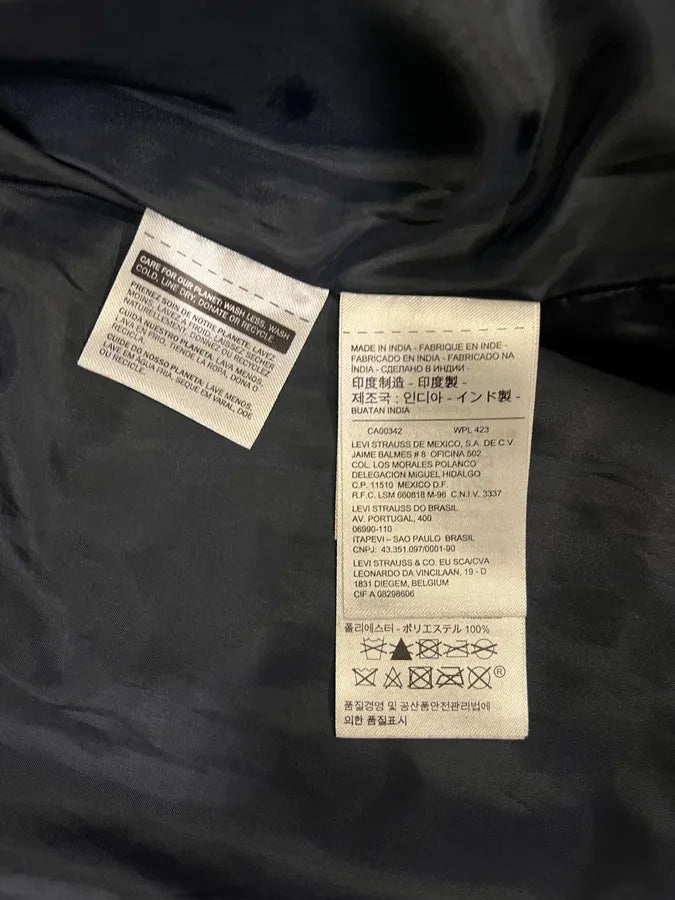 CARE FOR OUR PLANET: WASH LESS, WASH
COLD, LINE DRY, DONATE OR RECYCLE.
PRENEZ SOIN DE NOTRE PLANETE: LAVEZ
MOINS, LAVEZ À FROID, LAISSEZ SÉCHER
NATURELLEMENT, DONNEZ OU RECYCLEZ
CUIDA NUESTRO PLANETA: LAVA MENOS,
LAVA EN FRIO, TIENDE LA ROPA, DONA O
RECICLA.
CUIDE DO NOSSO PLANETA: LAVE MENOS,
LAVE EM AGUA FRIA, SEQUE EM VARAL, DOE
OU RECICLE
MADE IN INDIA - FABRIQUE EN INDE -
FABRICADO EN INDIA - FABRICADO NA
ÍNDIA - СДЕЛАНО В ИНДИИ -
印度制造 - 印度製 -
제조국 : 인디아 - インド製 -
BUATAN INDIA
CA00342 WPL 423
LEVI STRAUSS DE MEXICO, S.A. DE C.V.
JAIME BALMES # 8 OFICINA 502
COL. LOS MORALES POLANCO
DELEGACION MIGUEL HIDALGO
C.P. 11510 MEXICO D.F.
R.F.C. LSM 660818 M-96 C.N.I.V. 3337
LEVI STRAUSS DO BRASIL
AV. PORTUGAL, 400
06990-110
ITAPEVI – SAO PAULO BRASIL
CNPJ: 43.351.097/0001-90
LEVI STRAUSS & CO. EU SCA/CVA
LEONARDO DA VINCILAAN, 19 - D
1831 DIEGEM, BELGIUM
CIF A 08298606
폴리에스터 - ポリエステル 100%
®
품질경영 및 공산품안전관리법에
의한 품질표시